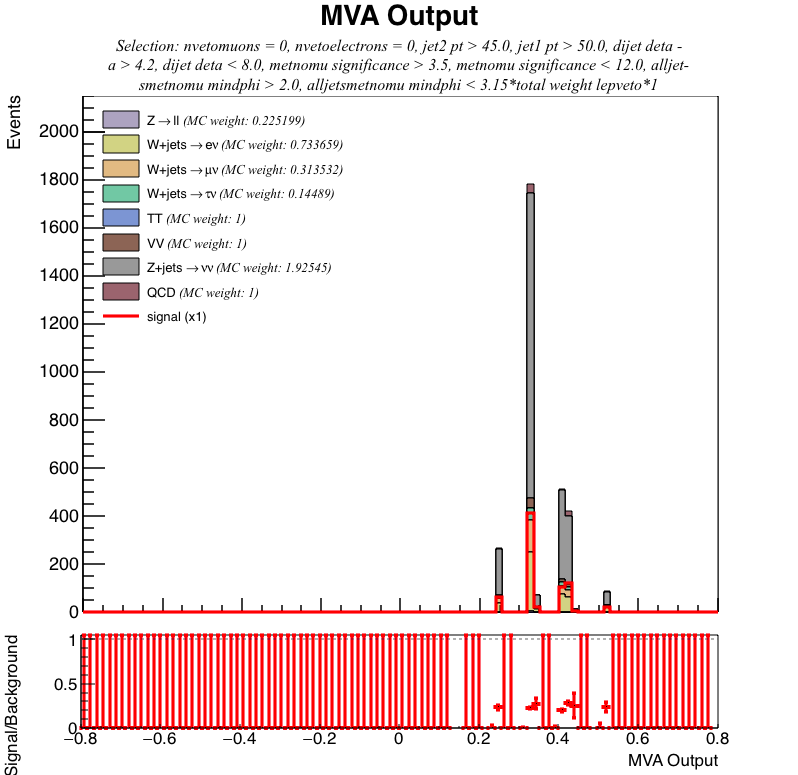 MVA Output
Selection: nvetomuons = 0, nvetoelectrons = 0, jet2 pt > 45.0, jet1 pt > 50.0, dijet deta -
a > 4.2, dijet deta < 8.0, metnomu significance > 3.5, metnomu significance < 12.0, alljet-
smetnomu mindphi > 2.0, alljetsmetnomu mindphi < 3.15*total weight lepveto*1
Events
2000
1800
1600
1400
1200
1000
800
600
400
200
0
Z→ll (MC weight: 0.225199)
W+jets→eν (MC weight: 0.733659)
W+jets→μν (MC weight: 0.313532)
W+jets→τν (MC weight: 0.14489)
TT (MC weight: 1)
VV (MC weight: 1)
Z+jets→νν (MC weight: 1.92545)
QCD (MC weight: 1)
signal (x1)
Signal/Background
1
0.5
0
−0.8 −0.6 −0.4 −0.2 0 0.2 0.4 0.6 0.8
MVA Output